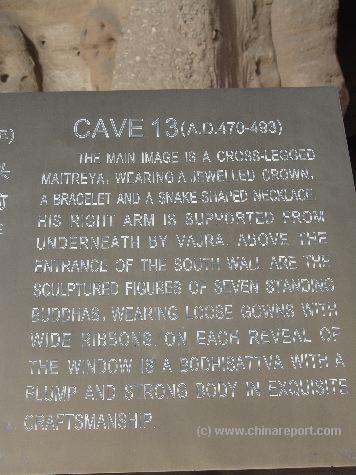 CAVE 13(A.D.470-493)
THE MAIN IMAGE IS A CROSS-LEGGED
MAITREYA, WEARING A JEWELLED CROWN,
A BRACELET AND A SNAKE SHAPED NECKLACE.
HIS RIGHT ARM IS SUPPORTED FROM
UNDERNEATH BY VAJRA. ABOVE THE
ENTRANCE OF THE SOUTH WALL ARE THE
SCULPTURED FIGURES OF SEVEN STANDING
BUDDHAS, WEARING LOOSE GOWNS WITH
WIDE RIBBONS. ON EACH REVEAL OF
THE WINDOW IS A BODHISATTVA WITH A
PLUMP AND STRONG BODY IN EXQUISITE
CRAFTSMANSHIP.
(c) www.chinareport.com/